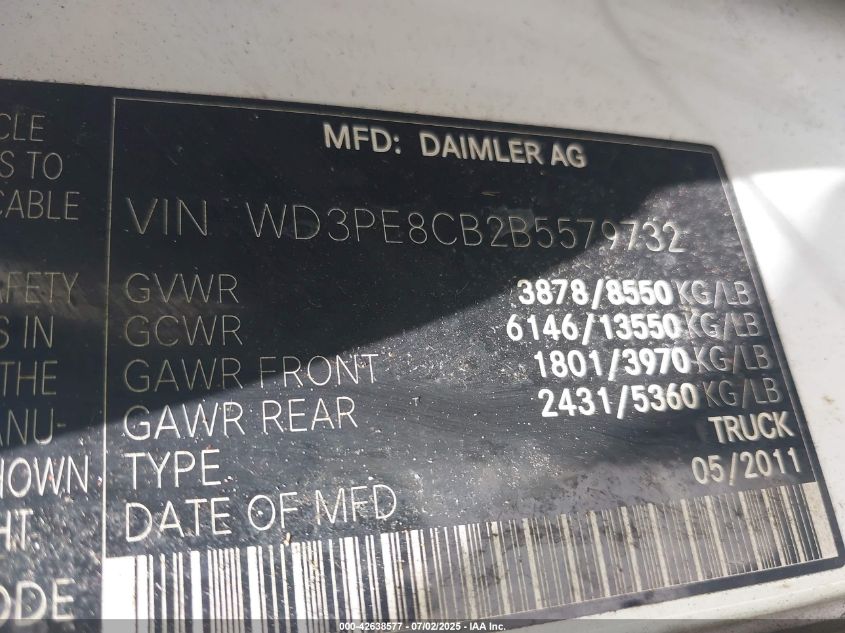 MFD: DAIMLER AG
CLE
S TO
CABLE
VIN WD3PE8CB2B5579732
AFETY
S IN
THE
ANU-
HOWN
HT.
ODE
GVWR 3878/8550 KG/LB
GCWR 6146/13550 KG/LB
GAWR FRONT 1801/3970 KG/LB
GAWR REAR 2431/5360 KG/LB
TYPE TRUCK
DATE OF MFD 05/2011
000-42638577 - 07/02/2025 - IAA Inc.